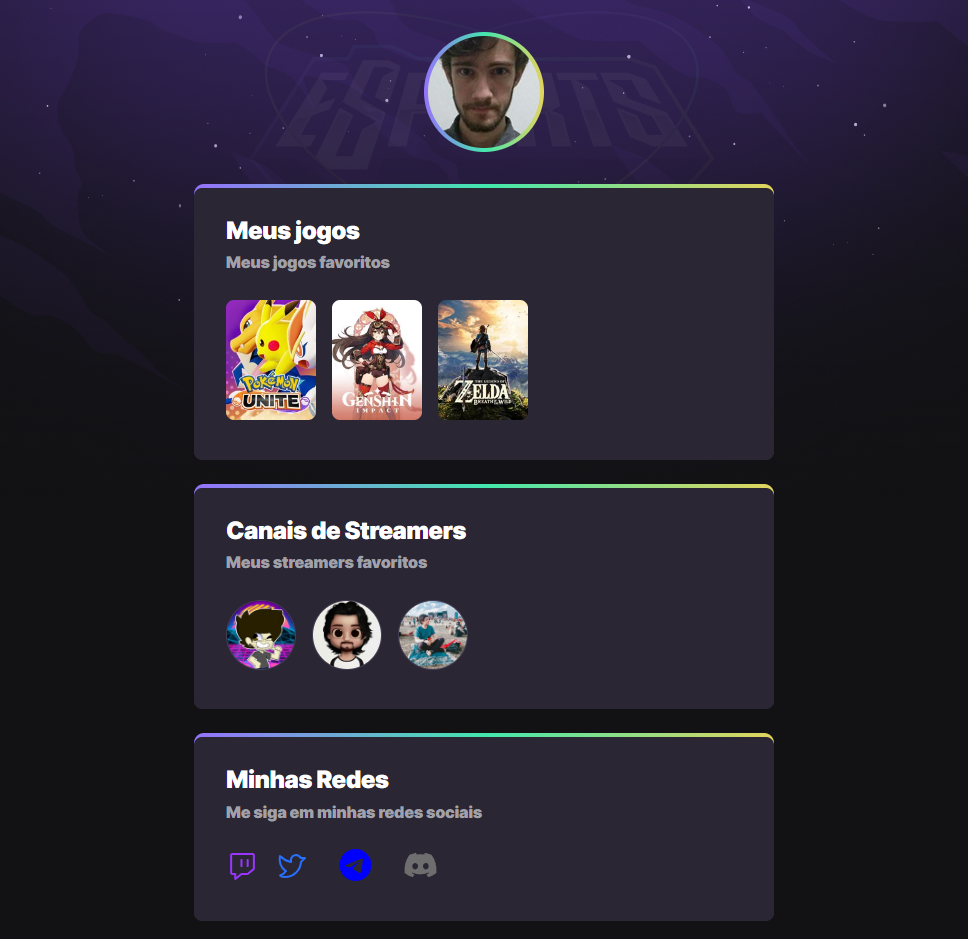 ESPORTS
Meus jogos
Meus jogos favoritos
POKÉMON
UNITE
GENSHIN
IMPACT
THE LEGEND OF
ZELDA
BREATH OF THE WILD
Canais de Streamers
Meus streamers favoritos
Minhas Redes
Me siga em minhas redes sociais